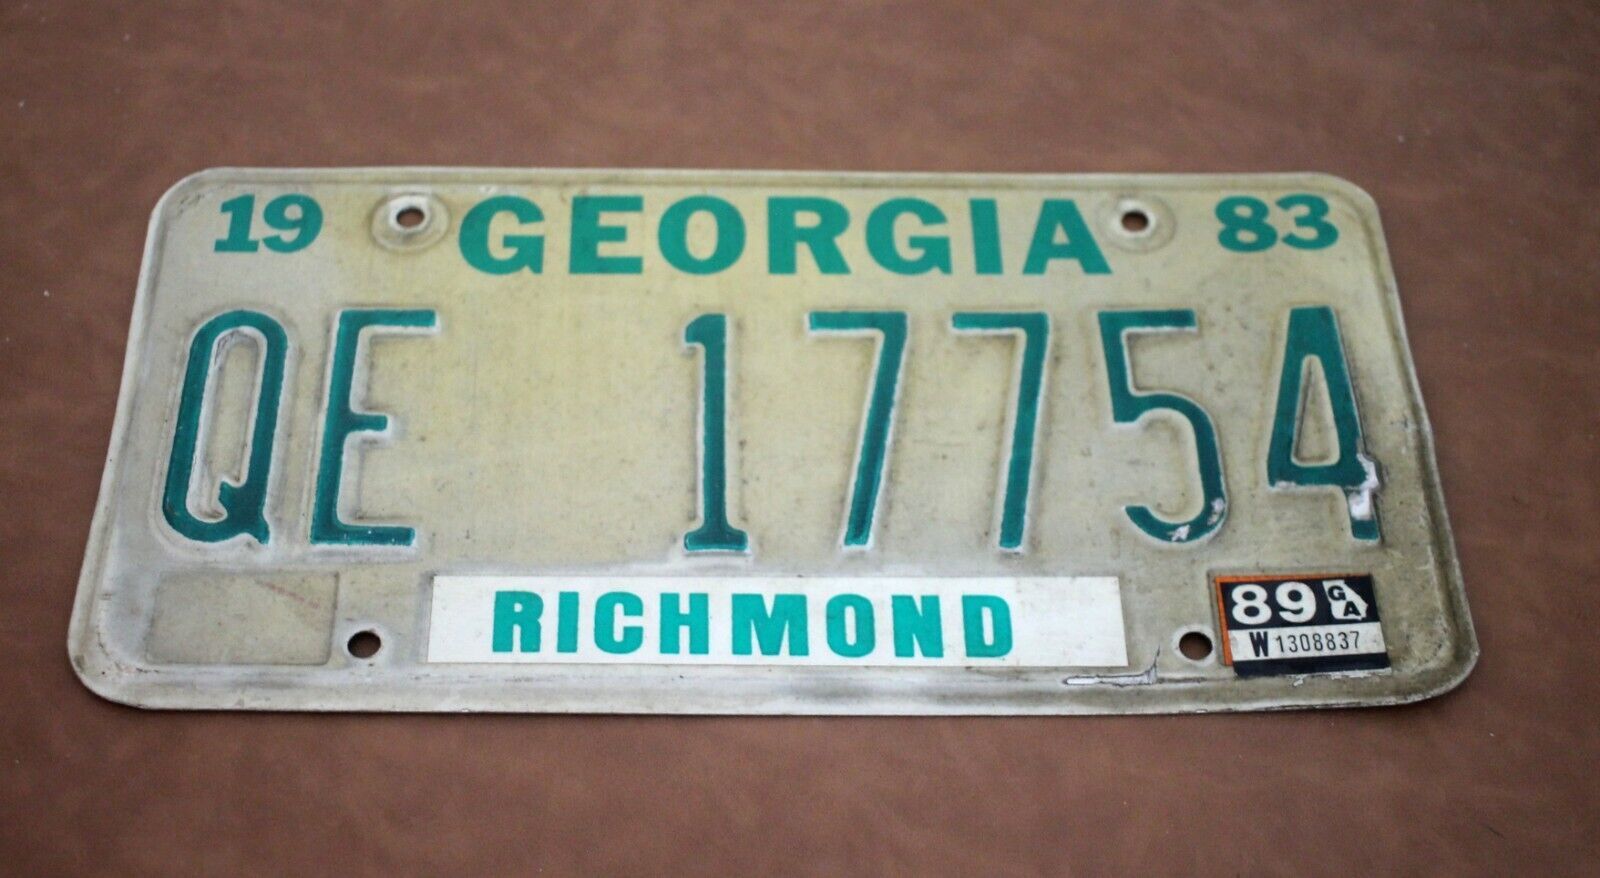 19 GEORGIA 83
QE 17754
RICHMOND
89 GA
W 1308837